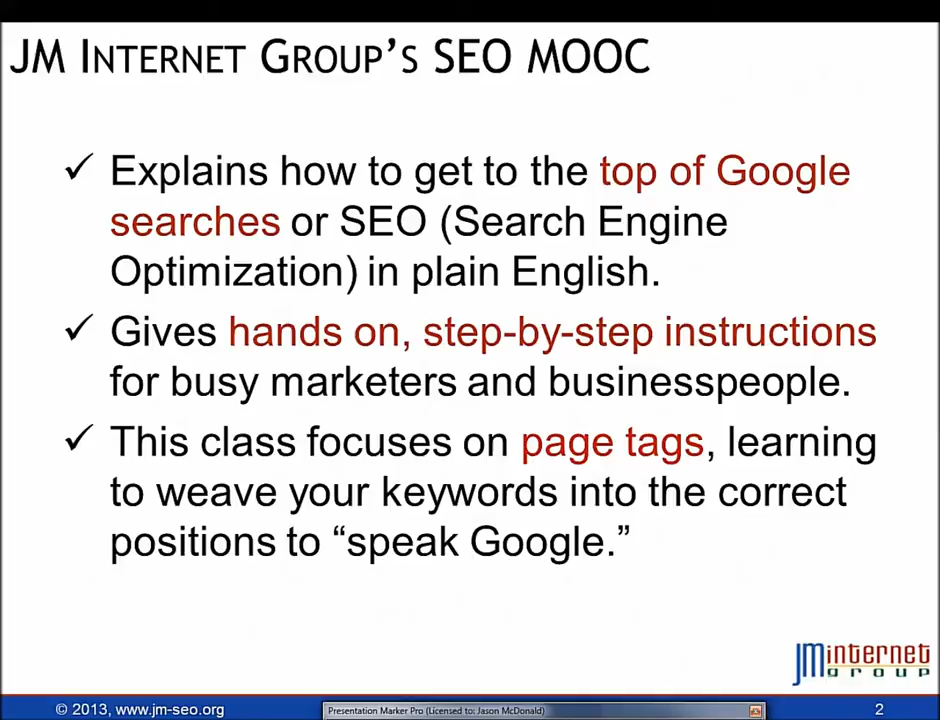 JM INTERNET GROUP'S SEO MOOC
✓ Explains how to get to the top of Google
searches or SEO (Search Engine
Optimization) in plain English.
✓ Gives hands on, step-by-step instructions
for busy marketers and businesspeople.
✓ This class focuses on page tags, learning
to weave your keywords into the correct
positions to “speak Google.”
JM internet
group
© 2013, www.jm-seo.org
Presentation Marker Pro (Licensed to: Jason McDonald)
2